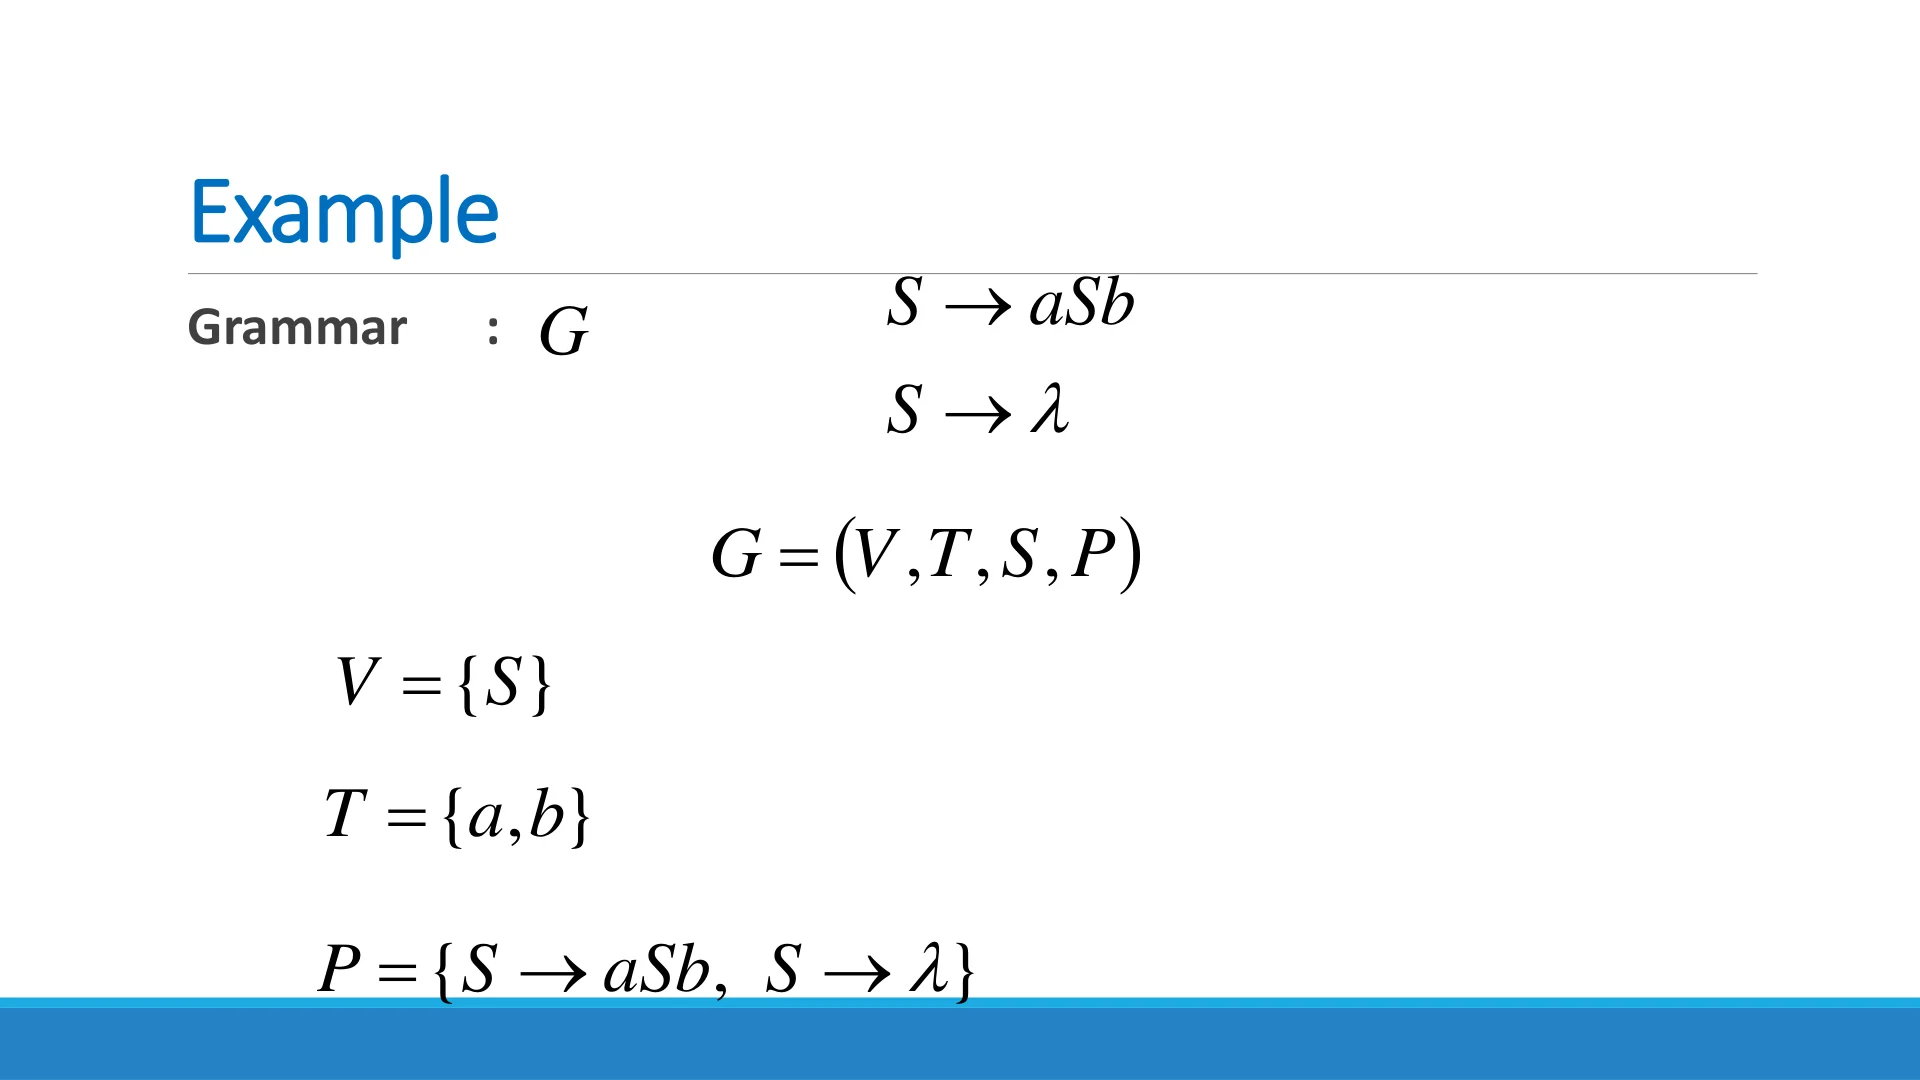 Example
Grammar : G
S → aSb
S → λ
G = (V, T, S, P)
V = {S}
T = {a, b}
P = {S → aSb, S → λ}